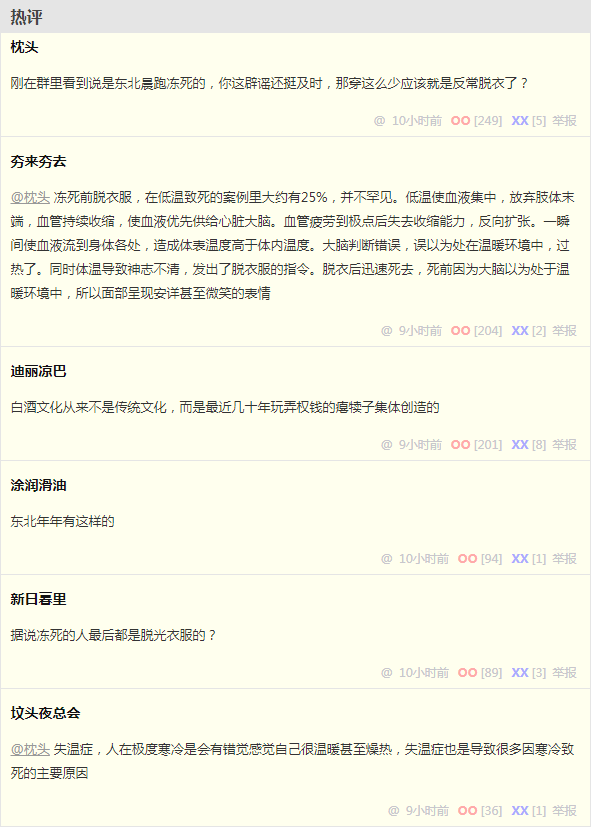 热评
枕头
刚在群里看到说是东北晨跑冻死的，你这辟谣还挺及时，那穿这么少应该就是反常脱衣了？
@ 10小时前 OO [249] XX [5] 举报
夯来夯去
@枕头 冻死前脱衣服，在低温致死的案例里大约有25%，并不罕见。低温使血液集中，放弃肢体末
端，血管持续收缩，使血液优先供给心脏大脑。血管疲劳到极点后失去收缩能力，反向扩张。一瞬
间使血液流到身体各处，造成体表温度高于体内温度。大脑判断错误，误以为处在温暖环境中，过
热了。同时体温导致神志不清，发出了脱衣服的指令。脱衣后迅速死去，死前因为大脑以为处于温
暖环境中，所以面部呈现安详甚至微笑的表情
@ 9小时前 OO [204] XX [2] 举报
迪丽凉巴
白酒文化从来不是传统文化，而是最近几十年玩弄权钱的瘪犊子集体创造的
@ 9小时前 OO [201] XX [8] 举报
涂润滑油
东北年年有这样的
@ 10小时前 OO [94] XX [1] 举报
新日暮里
据说冻死的人最后都是脱光衣服的？
@ 10小时前 OO [89] XX [3] 举报
坟头夜总会
@枕头 失温症，人在极度寒冷是会有错觉感觉自己很温暖甚至燥热，失温症也是导致很多因寒冷致
死的主要原因
@ 9小时前 OO [36] XX [1] 举报